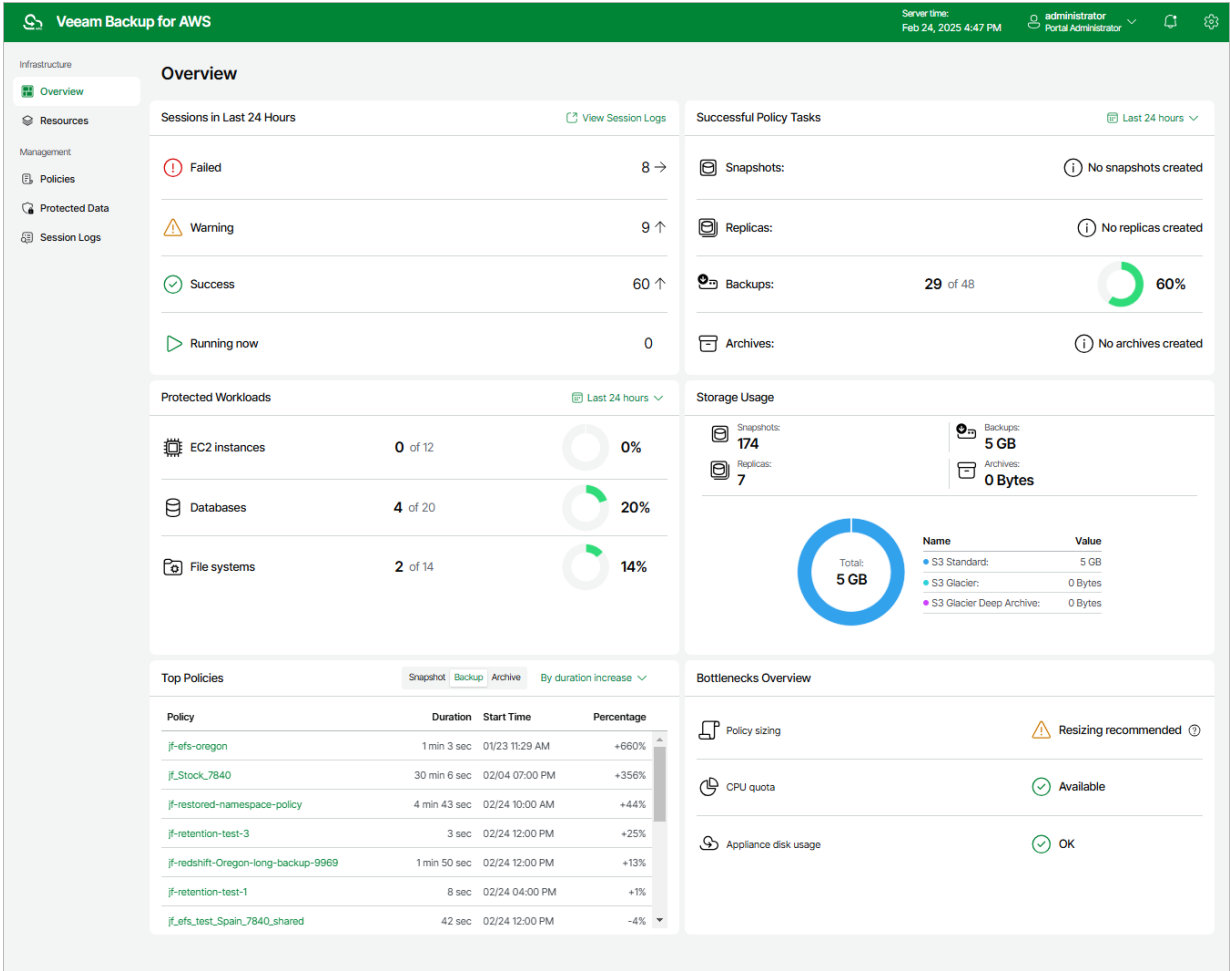 Veeam Backup for AWS
Server time:
Feb 24, 2025 4:47 PM
administrator
Portal Administrator
Infrastructure
Overview
Resources
Management
Policies
Protected Data
Session Logs
Overview
Sessions in Last 24 Hours
View Session Logs
Failed 8
Warning 9
Success 60
Running now 0
Successful Policy Tasks
Last 24 hours
Snapshots: No snapshots created
Replicas: No replicas created
Backups: 29 of 48 60%
Archives: No archives created
Protected Workloads
Last 24 hours
EC2 instances 0 of 12 0%
Databases 4 of 20 20%
File systems 2 of 14 14%
Storage Usage
Snapshots:
174
Backups:
5 GB
Replicas:
7
Archives:
0 Bytes
Total:
5 GB
Name Value
S3 Standard: 5 GB
S3 Glacier: 0 Bytes
S3 Glacier Deep Archive: 0 Bytes
Top Policies
Snapshot Backup Archive
By duration increase
Policy Duration Start Time Percentage
jf-efs-oregon 1 min 3 sec 01/23 11:29 AM +660%
jf_Stock_7840 30 min 6 sec 02/04 07:00 PM +356%
jf-restored-namespace-policy 4 min 43 sec 02/24 10:00 AM +44%
jf-retention-test-3 3 sec 02/24 12:00 PM +25%
jf-redshift-Oregon-long-backup-9969 1 min 50 sec 02/24 12:00 PM +13%
jf-retention-test-1 8 sec 02/24 04:00 PM +1%
jf_efs_test_Spain_7840_shared 42 sec 02/24 12:00 PM -4%
Bottlenecks Overview
Policy sizing Resizing recommended
CPU quota Available
Appliance disk usage OK